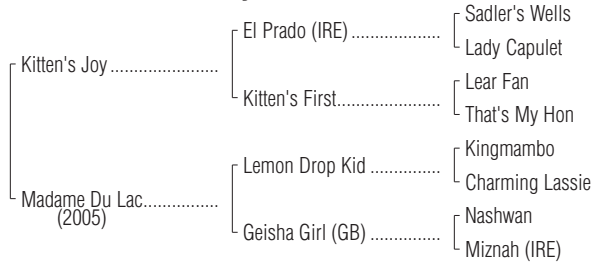 Sadler's Wells
El Prado (IRE) ..................
Lady Capulet
Kitten's Joy ......................
Lear Fan
Kitten's First.....................
That's My Hon
Kingmambo
Lemon Drop Kid ..............
Charming Lassie
Madame Du Lac...............
(2005)
Nashwan
Geisha Girl (GB) ..............
Miznah (IRE)